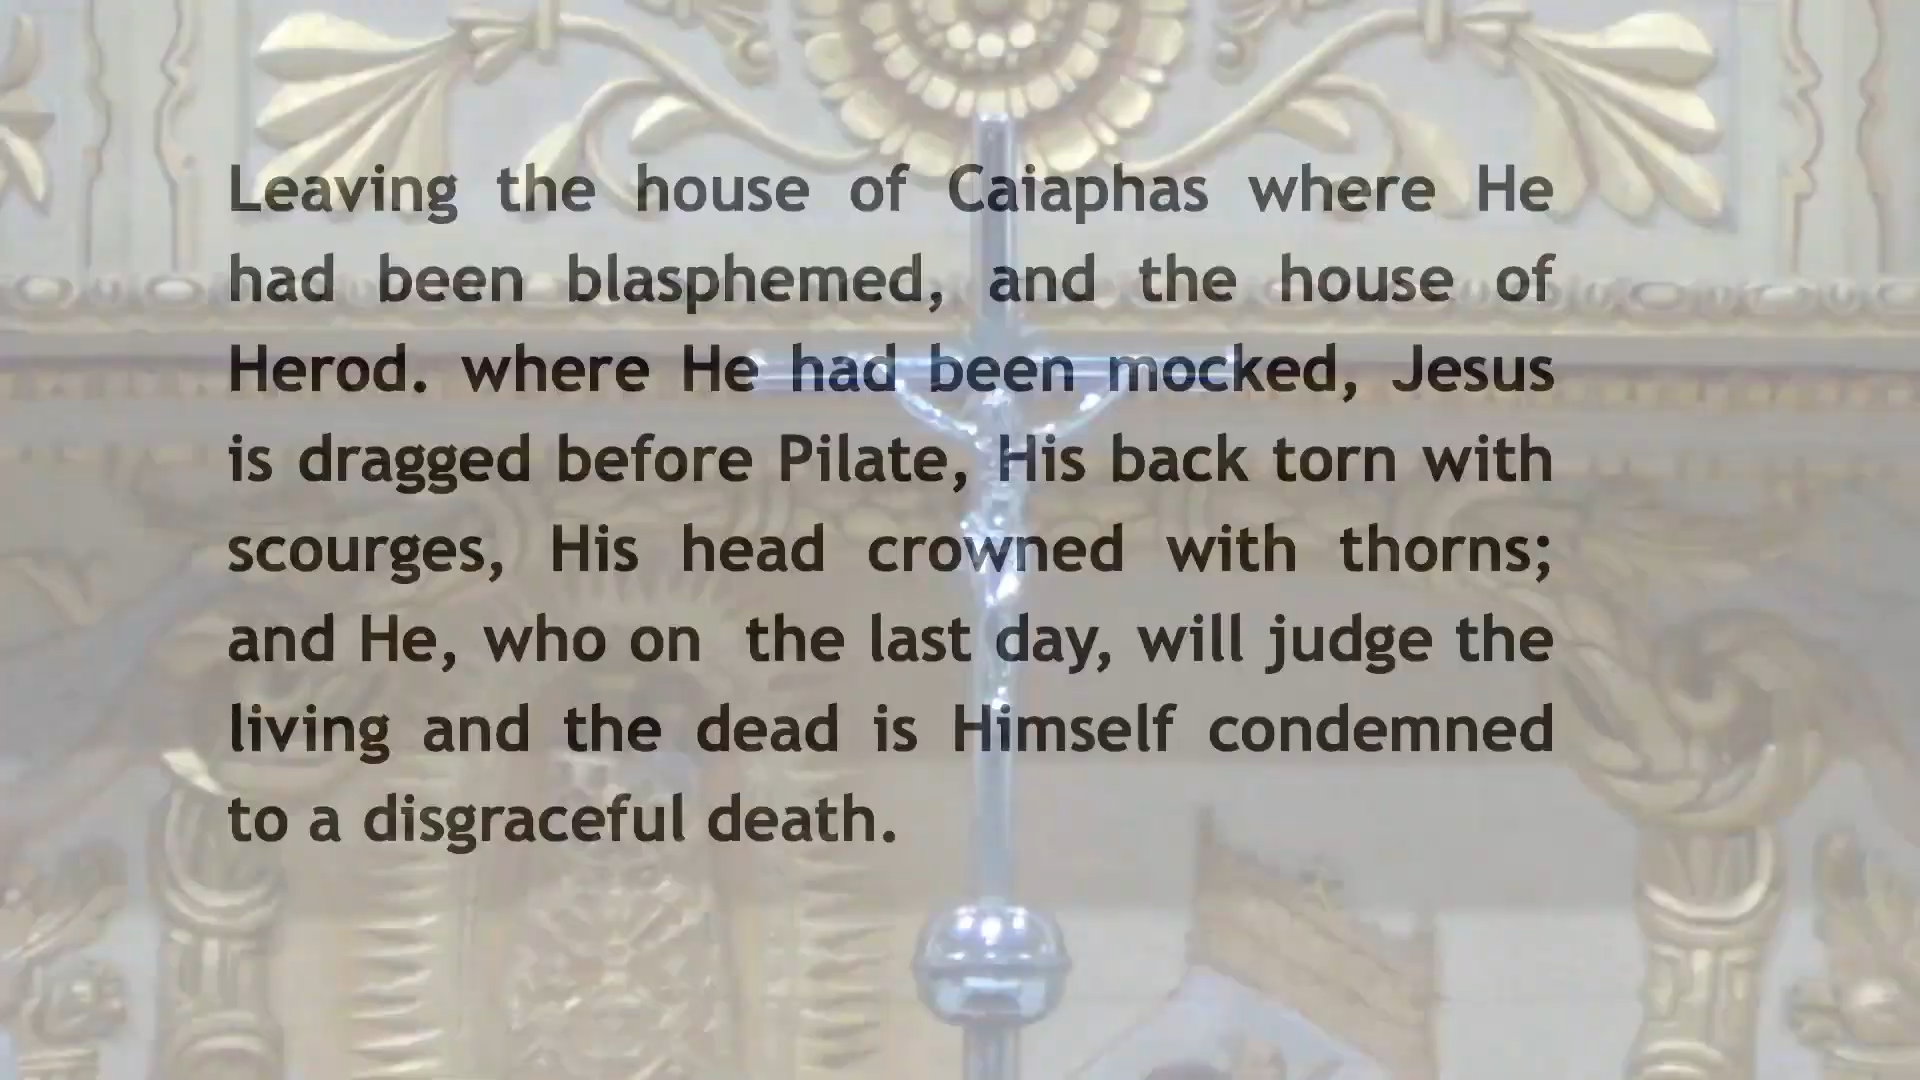 Leaving the house of Caiaphas where He
had been blasphemed, and the house of
Herod. where He had been mocked, Jesus
is dragged before Pilate, His back torn with
scourges, His head crowned with thorns;
and He, who on the last day, will judge the
living and the dead is Himself condemned
to a disgraceful death.